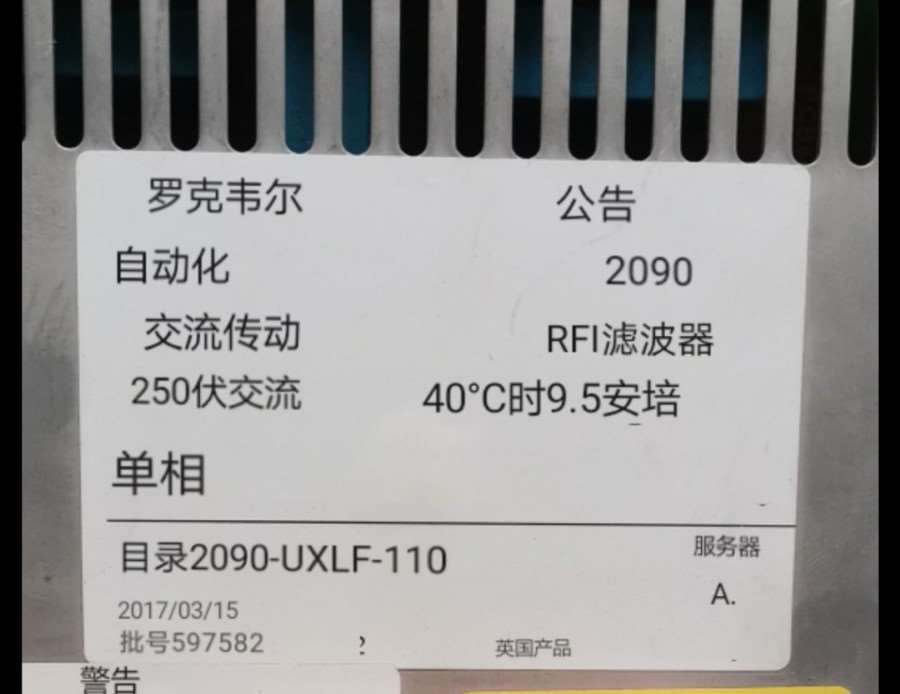 罗克韦尔 公告
自动化 2090
交流传动 RFI滤波器
250伏交流 40°C时9.5安培
单相
目录2090-UXLF-110 服务器
A.
2017/03/15
批号597582 ? 英国产品
警告